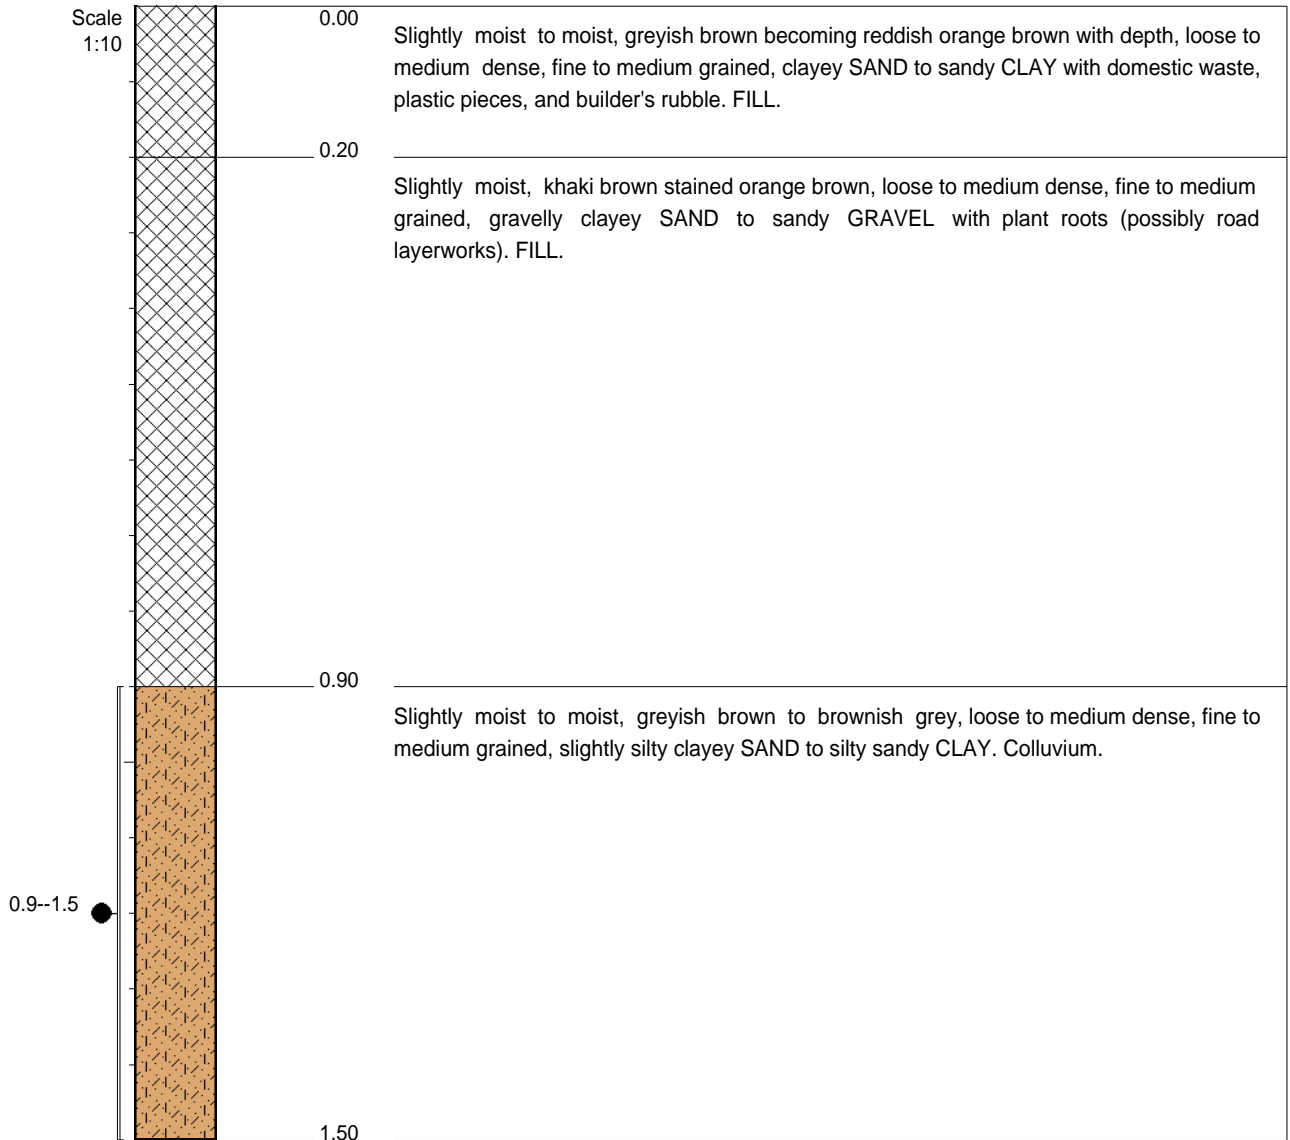 Scale
1:10
0.00
Slightly moist to moist, greyish brown becoming reddish orange brown with depth, loose to
medium dense, fine to medium grained, clayey SAND to sandy CLAY with domestic waste,
plastic pieces, and builder's rubble. FILL.
0.20
Slightly moist, khaki brown stained orange brown, loose to medium dense, fine to medium
grained, gravelly clayey SAND to sandy GRAVEL with plant roots (possibly road
layerworks). FILL.
0.90
Slightly moist to moist, greyish brown to brownish grey, loose to medium dense, fine to
medium grained, slightly silty clayey SAND to silty sandy CLAY. Colluvium.
0.9--1.5
1.50